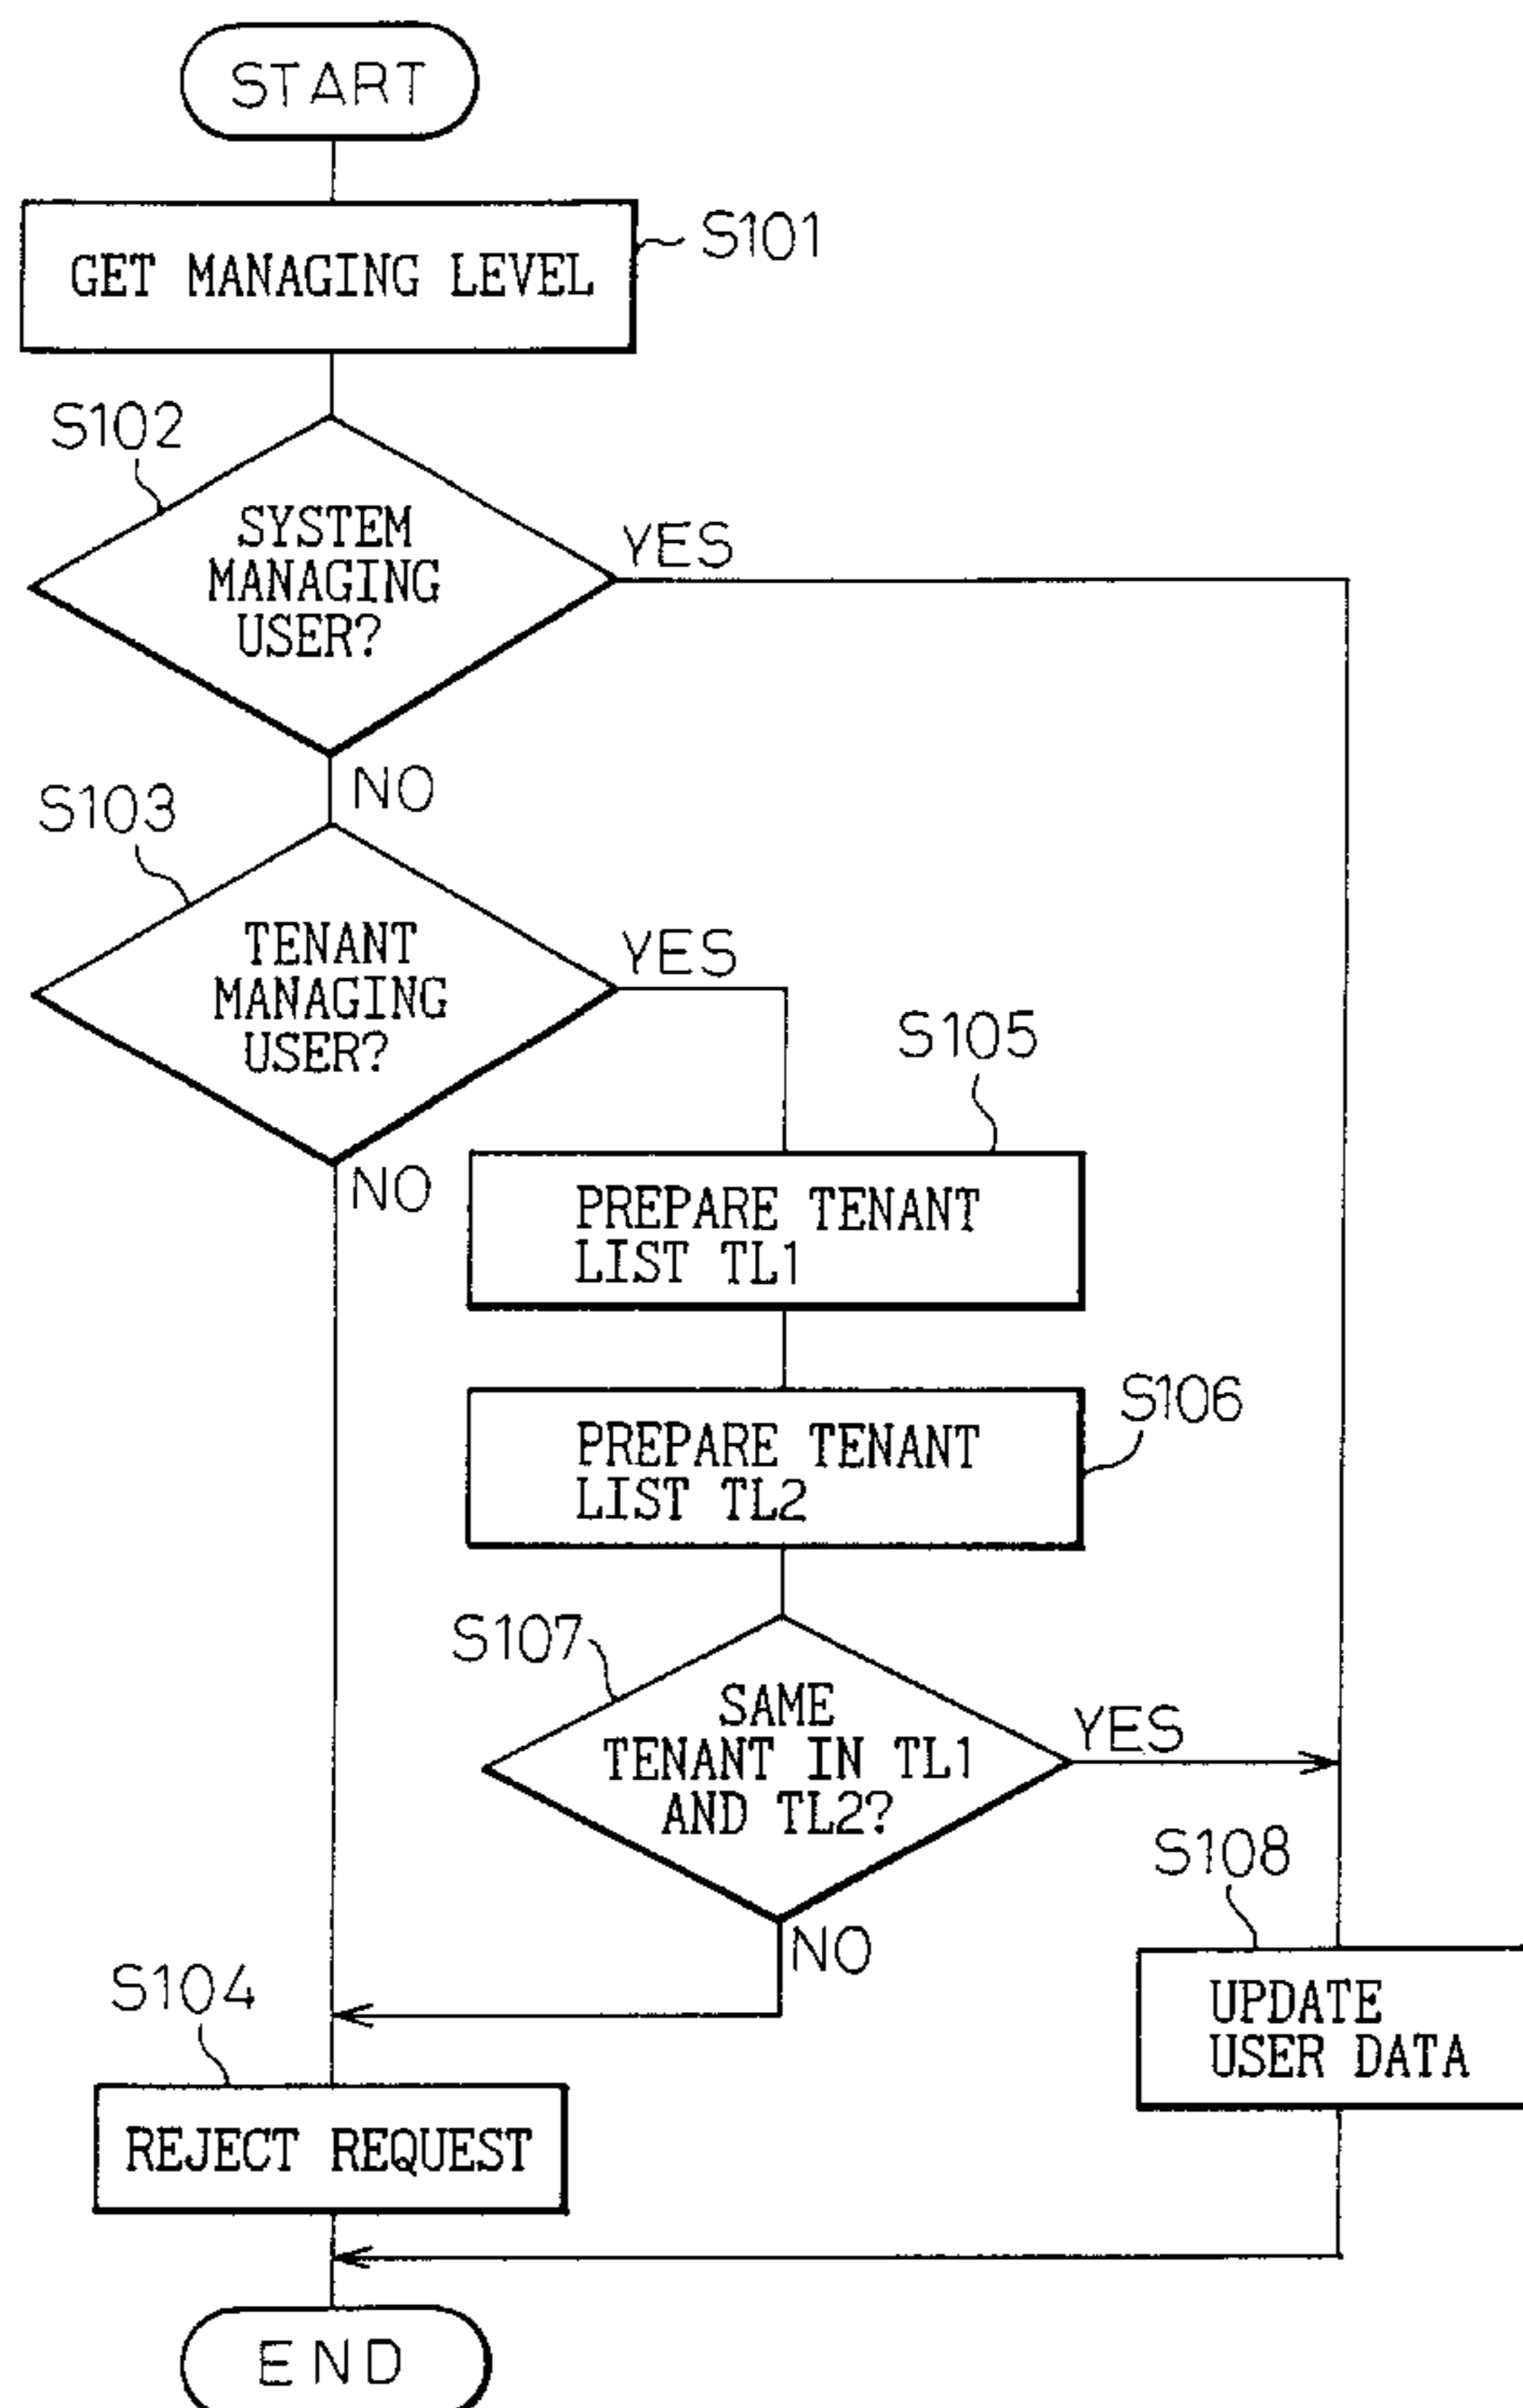 START
GET MANAGING LEVEL
S101
S102
SYSTEM
MANAGING
USER?
YES
NO
S103
TENANT
MANAGING
USER?
YES
NO
S105
PREPARE TENANT
LIST TL1
S106
PREPARE TENANT
LIST TL2
S107
SAME
TENANT IN TL1
AND TL2?
YES
NO
S108
UPDATE
USER DATA
S104
REJECT REQUEST
END